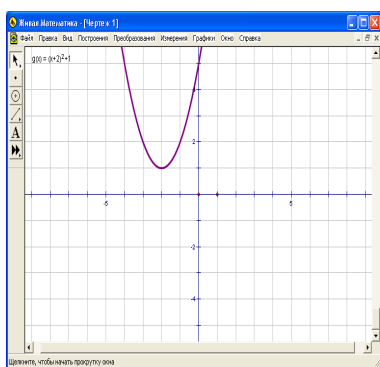 Живая Математика - [Чертеж 1]
Файл Правка Вид Построения Преобразования Измерения Графики Окно Справка
g(x) = (x+2)²+1
A
4
2
-5
5
-2
-4
Щелкните, чтобы начать прокрутку окна